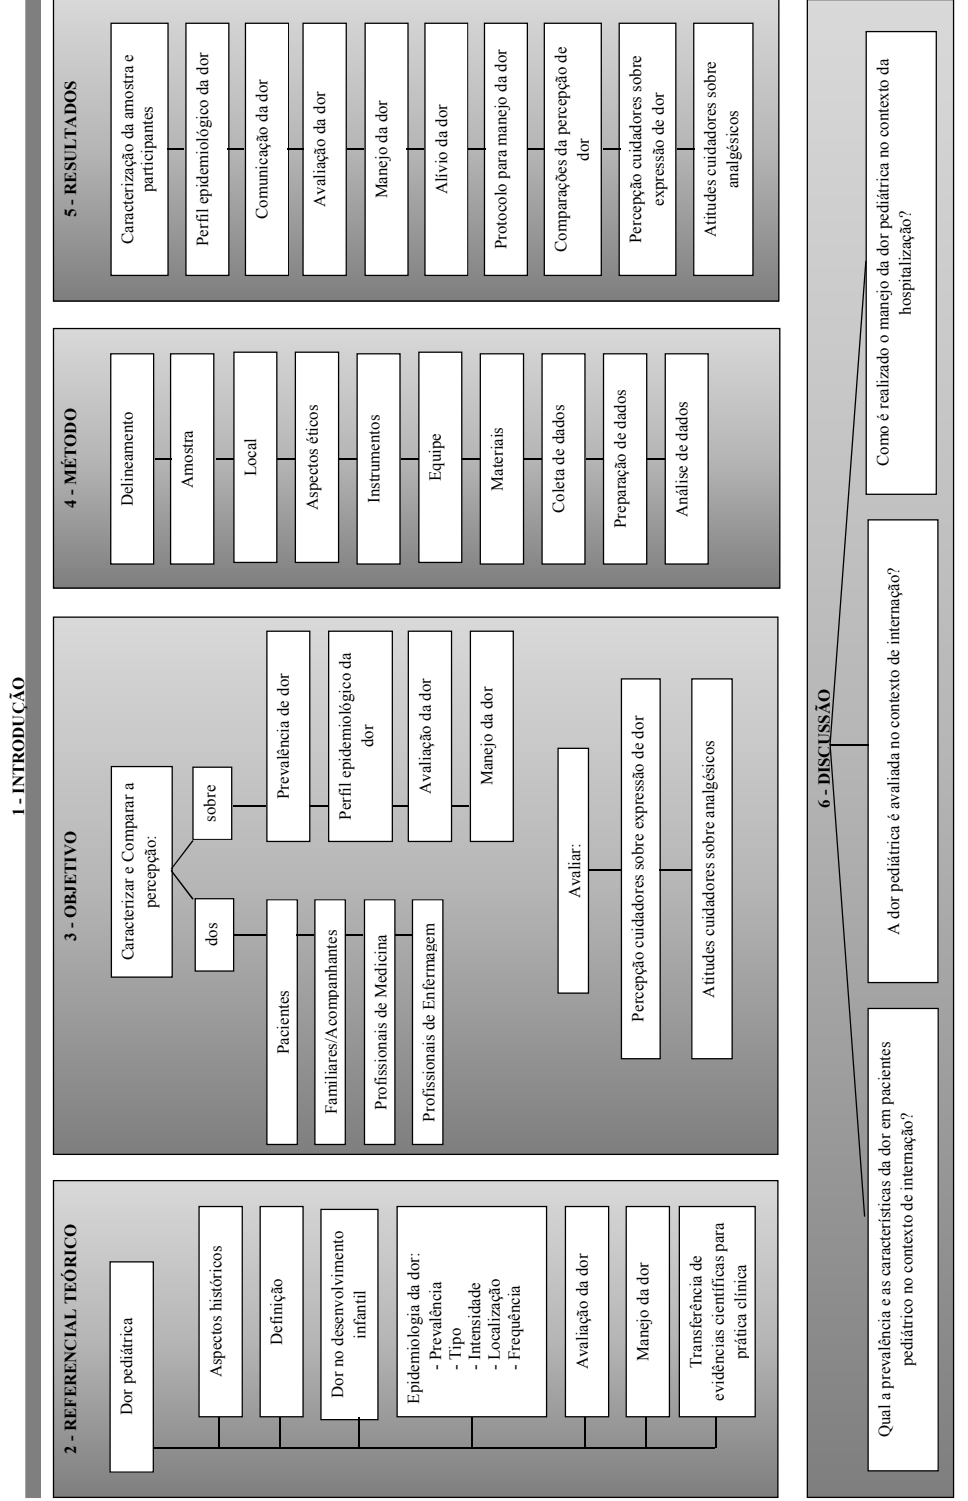 1 - INTRODUÇÃO
2 - REFERENCIAL TEÓRICO
Dor pediátrica
Aspectos históricos
Definição
Dor no desenvolvimento
infantil
Epidemiologia da dor:
- Prevalência
- Tipo
- Intensidade
- Localização
- Frequência
Avaliação da dor
Manejo da dor
Transferência de
evidências científicas para
prática clínica
3 - OBJETIVO
Caracterizar e Comparar a
percepção:
dos
Pacientes
Familiares/Acompanhantes
Profissionais de Medicina
Profissionais de Enfermagem
sobre
Prevalência de dor
Perfil epidemiológico da
dor
Avaliação da dor
Manejo da dor
Avaliar:
Percepção cuidadores sobre expressão de dor
Atitudes cuidadores sobre analgésicos
4 - MÉTODO
Delineamento
Amostra
Local
Aspectos éticos
Instrumentos
Equipe
Materiais
Coleta de dados
Preparação de dados
Análise de dados
5 - RESULTADOS
Caracterização da amostra e
participantes
Perfil epidemiológico da dor
Comunicação da dor
Avaliação da dor
Manejo da dor
Alívio da dor
Protocolo para manejo da dor
Comparações da percepção de
dor
Percepção cuidadores sobre
expressão de dor
Atitudes cuidadores sobre
analgésicos
6 - DISCUSSÃO
Qual a prevalência e as características da dor em pacientes
pediátrico no contexto de internação?
A dor pediátrica é avaliada no contexto de internação?
Como é realizado o manejo da dor pediátrica no contexto da
hospitalização?